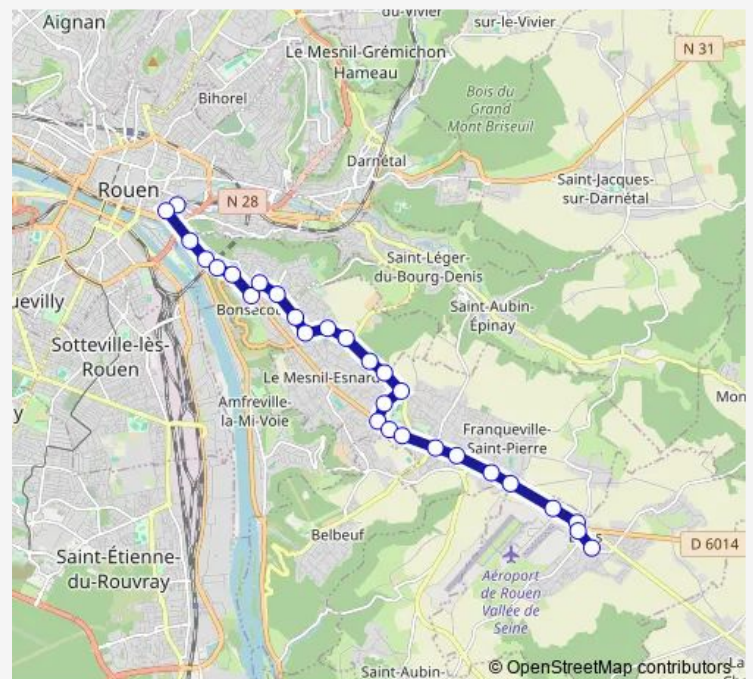 Aignan
du-Vivier
sur-le-Vivier
Le Mesnil-Grémichon
Hameau
N 31
Bihorel
Bois du
Grand
Mont Briseuil
Darnétal
Rouen
N 28
Saint-Jacques-
sur-Darnétal
Saint-Léger-
du-Bourg-Denis
uevilly
Bonsecou
Saint-Aubin-
Épinay
Sotteville-lès-
Rouen
Le Mesnil-Esnard
Mon
Amfreville-
la-Mi-Voie
y
Franqueville-
Saint-Pierre
Belbeuf
D 6014
Saint-Étienne-
du-Rouvray
Aéroport
de Rouen
Vallée de
Seine
Saint-Aubin-
La
© OpenStreetMap contributors